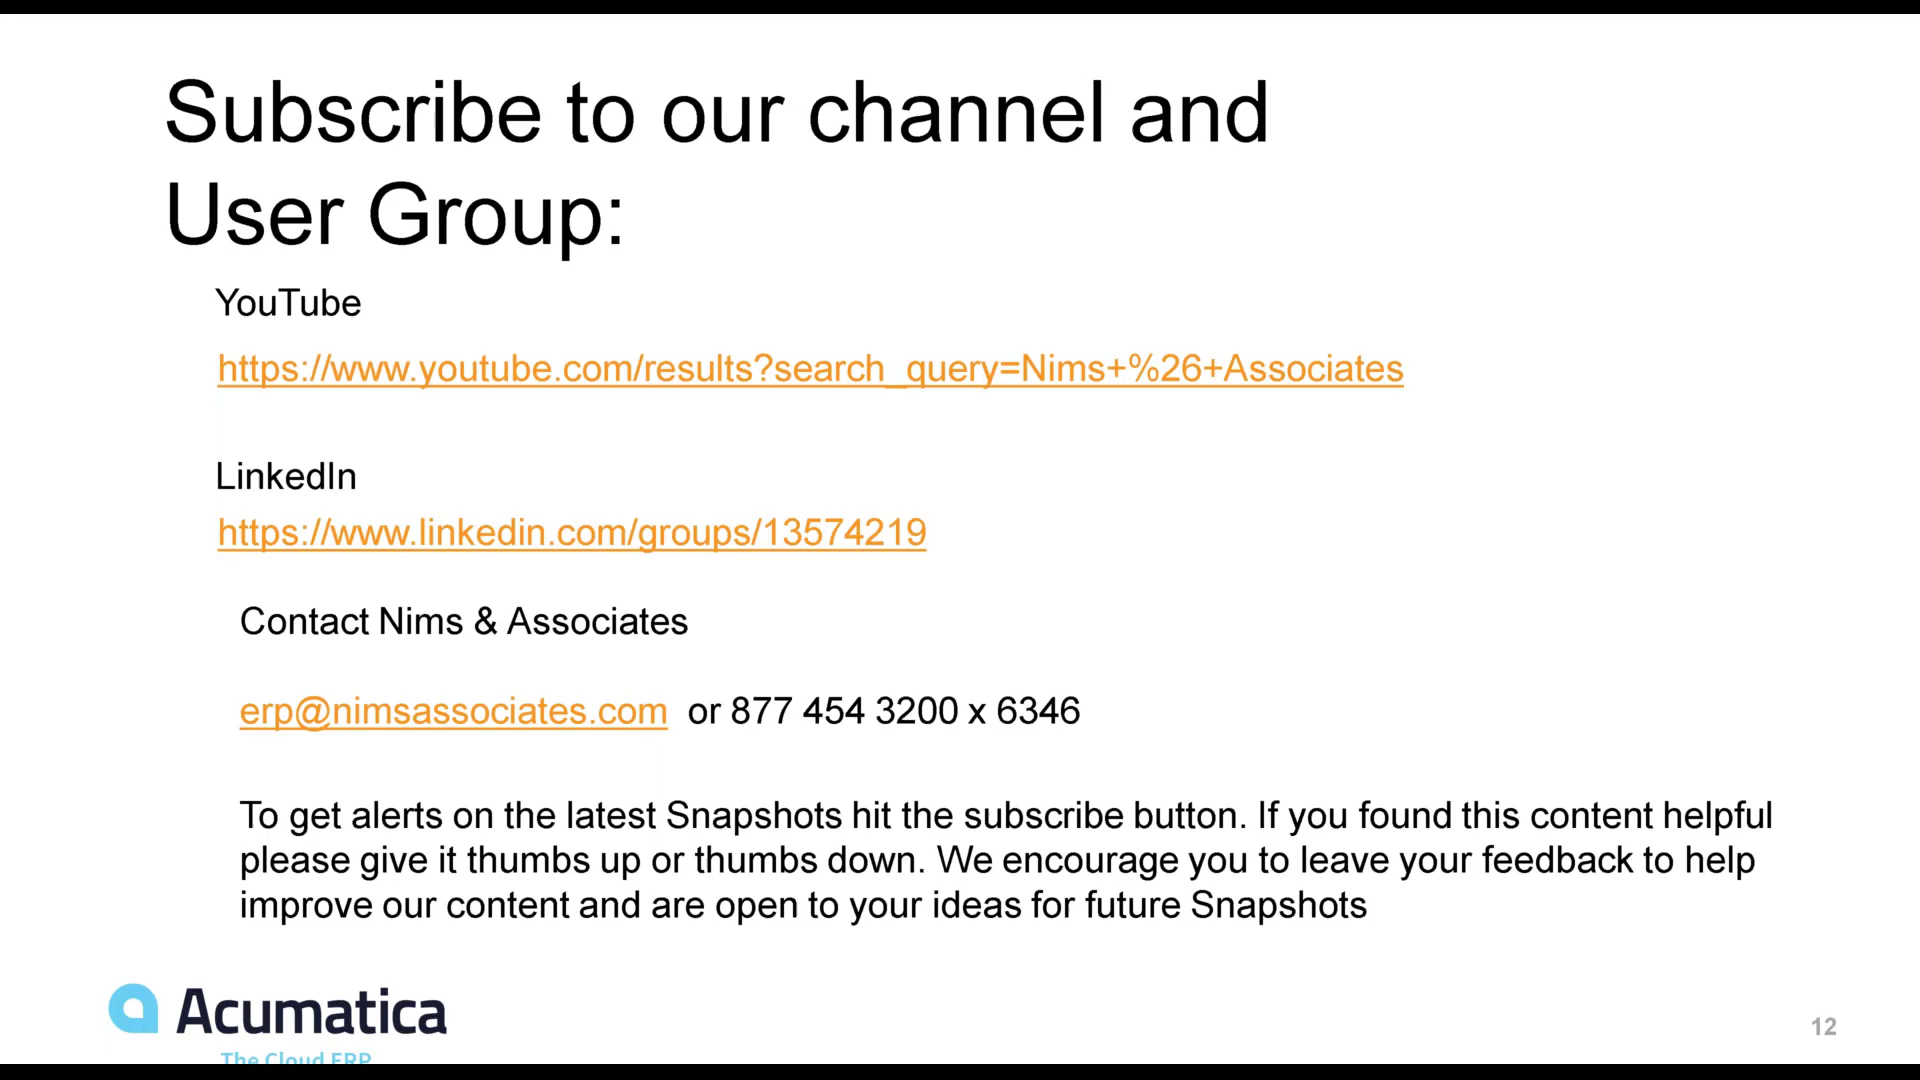 Subscribe to our channel and
User Group:
YouTube
https://www.youtube.com/results?search_query=Nims+%26+Associates
LinkedIn
https://www.linkedin.com/groups/13574219
Contact Nims & Associates
erp@nimsassociates.com or 877 454 3200 x 6346
To get alerts on the latest Snapshots hit the subscribe button. If you found this content helpful
please give it thumbs up or thumbs down. We encourage you to leave your feedback to help
improve our content and are open to your ideas for future Snapshots
Acumatica
The Cloud ERP
12